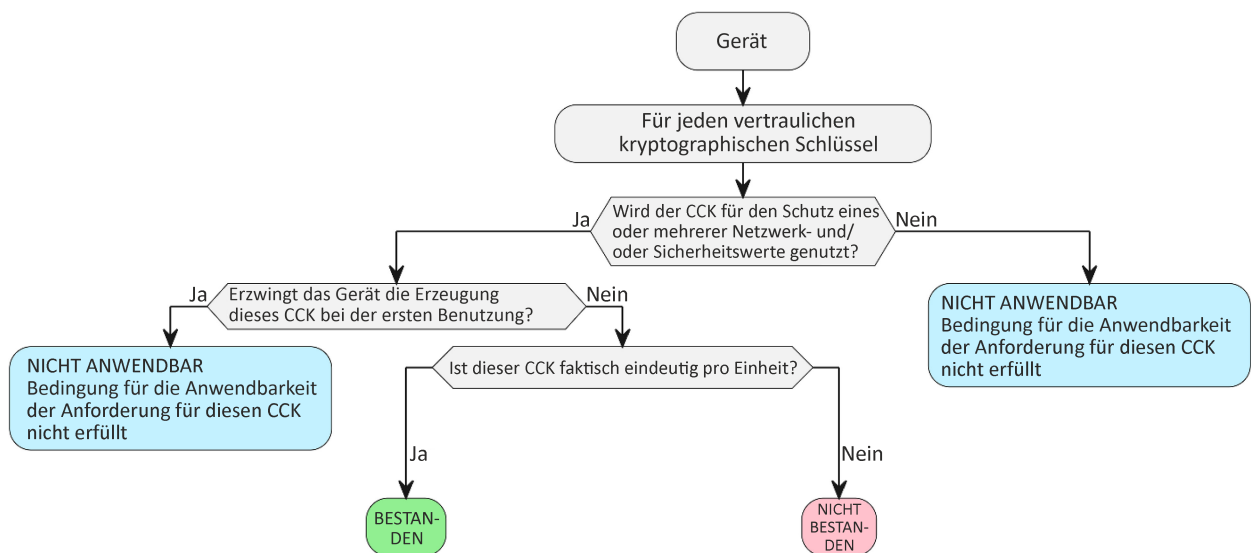 Gerät
Für jeden vertraulichen
kryptographischen Schlüssel
Ja
Wird der CCK für den Schutz eines
oder mehrerer Netzwerk- und/
oder Sicherheitswerte genutzt?
Nein
Ja
Erzwingt das Gerät die Erzeugung
dieses CCK bei der ersten Benutzung?
Nein
NICHT ANWENDBAR
Bedingung für die Anwendbarkeit
der Anforderung für diesen CCK
nicht erfüllt
NICHT ANWENDBAR
Bedingung für die Anwendbarkeit
der Anforderung für diesen CCK
nicht erfüllt
Ist dieser CCK faktisch eindeutig pro Einheit?
Ja
Nein
BESTAN-
DEN
NICHT
BESTAN-
DEN